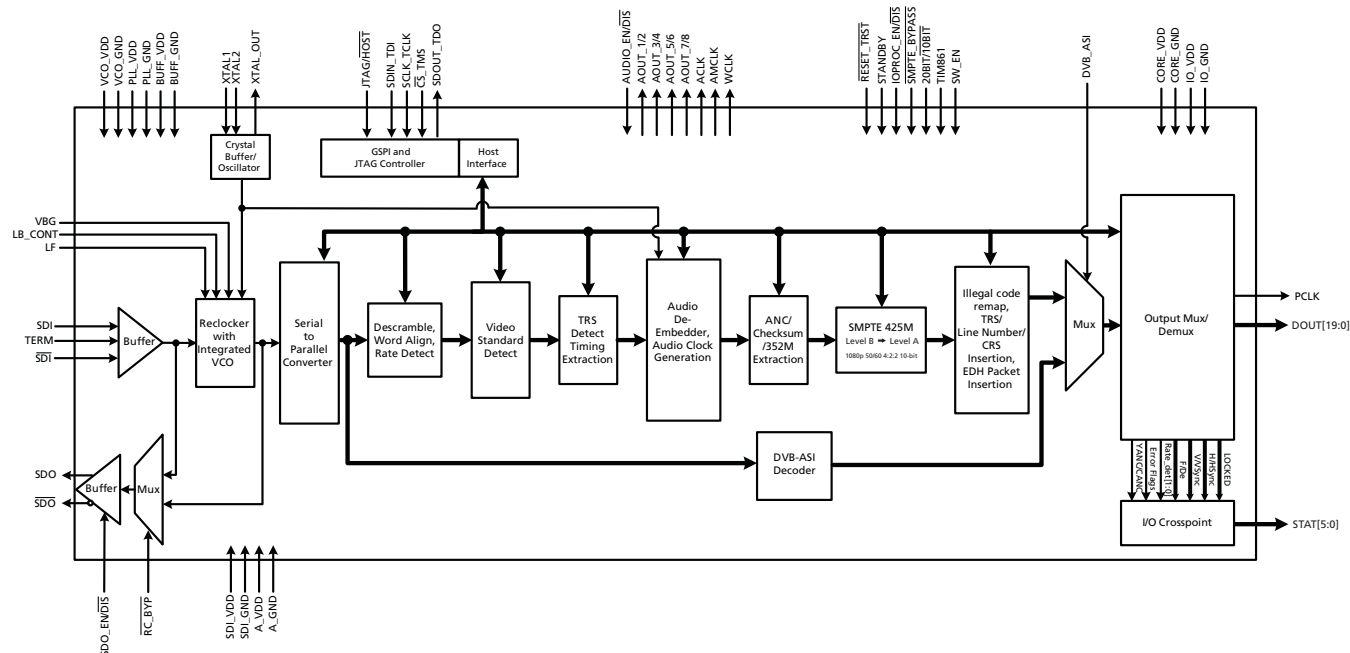 VCO_VDD
VCO_GND
PLL_VDD
PLL_GND
BUFF_VDD
BUFF_GND
XTAL1
XTAL2
XTAL_OUT
JTAG/HOST
SDIN_TDI
SCLK_TCLK
CS_TMS
SDOUT_TDO
AUDIO_EN/DIS
AOUT_1/2
AOUT_3/4
AOUT_5/6
AOUT_7/8
ACLK
AMCLK
WCLK
RESET_TRST
STANDBY
IOPROC_EN/DIS
SMPTE_BYPASS
20BIT/10BIT
TIM861
SW_EN
DVB_ASI
CORE_VDD
CORE_GND
IO_VDD
IO_GND
Crystal
Buffer/
Oscillator
GSPI and
JTAG Controller
Host
Interface
VBG
LB_CONT
LF
SDI
TERM
SDI
Buffer
Reclocker
with
Integrated
VCO
Serial
to
Parallel
Converter
Descramble,
Word Align,
Rate Detect
Video
Standard
Detect
TRS
Detect
Timing
Extraction
Audio
De-
Embedder,
Audio Clock
Generation
ANC/
Checksum
/352M
Extraction
SMPTE 425M
Level B → Level A
1080p 50/60 4:2:2 10-bit
Illegal code
remap,
TRS/
Line Number/
CRS
Insertion,
EDH Packet
Insertion
Mux
Output Mux/
Demux
PCLK
DOUT[19:0]
DVB-ASI
Decoder
YANC/CANC
Error Flags
Rate_det[1:0]
F/De
V/VSync
H/HSync
LOCKED
I/O Crosspoint
STAT[5:0]
SDO
SDO
Buffer
Mux
SDO_EN/DIS
RC_BYP
SDI_VDD
SDI_GND
A_VDD
A_GND